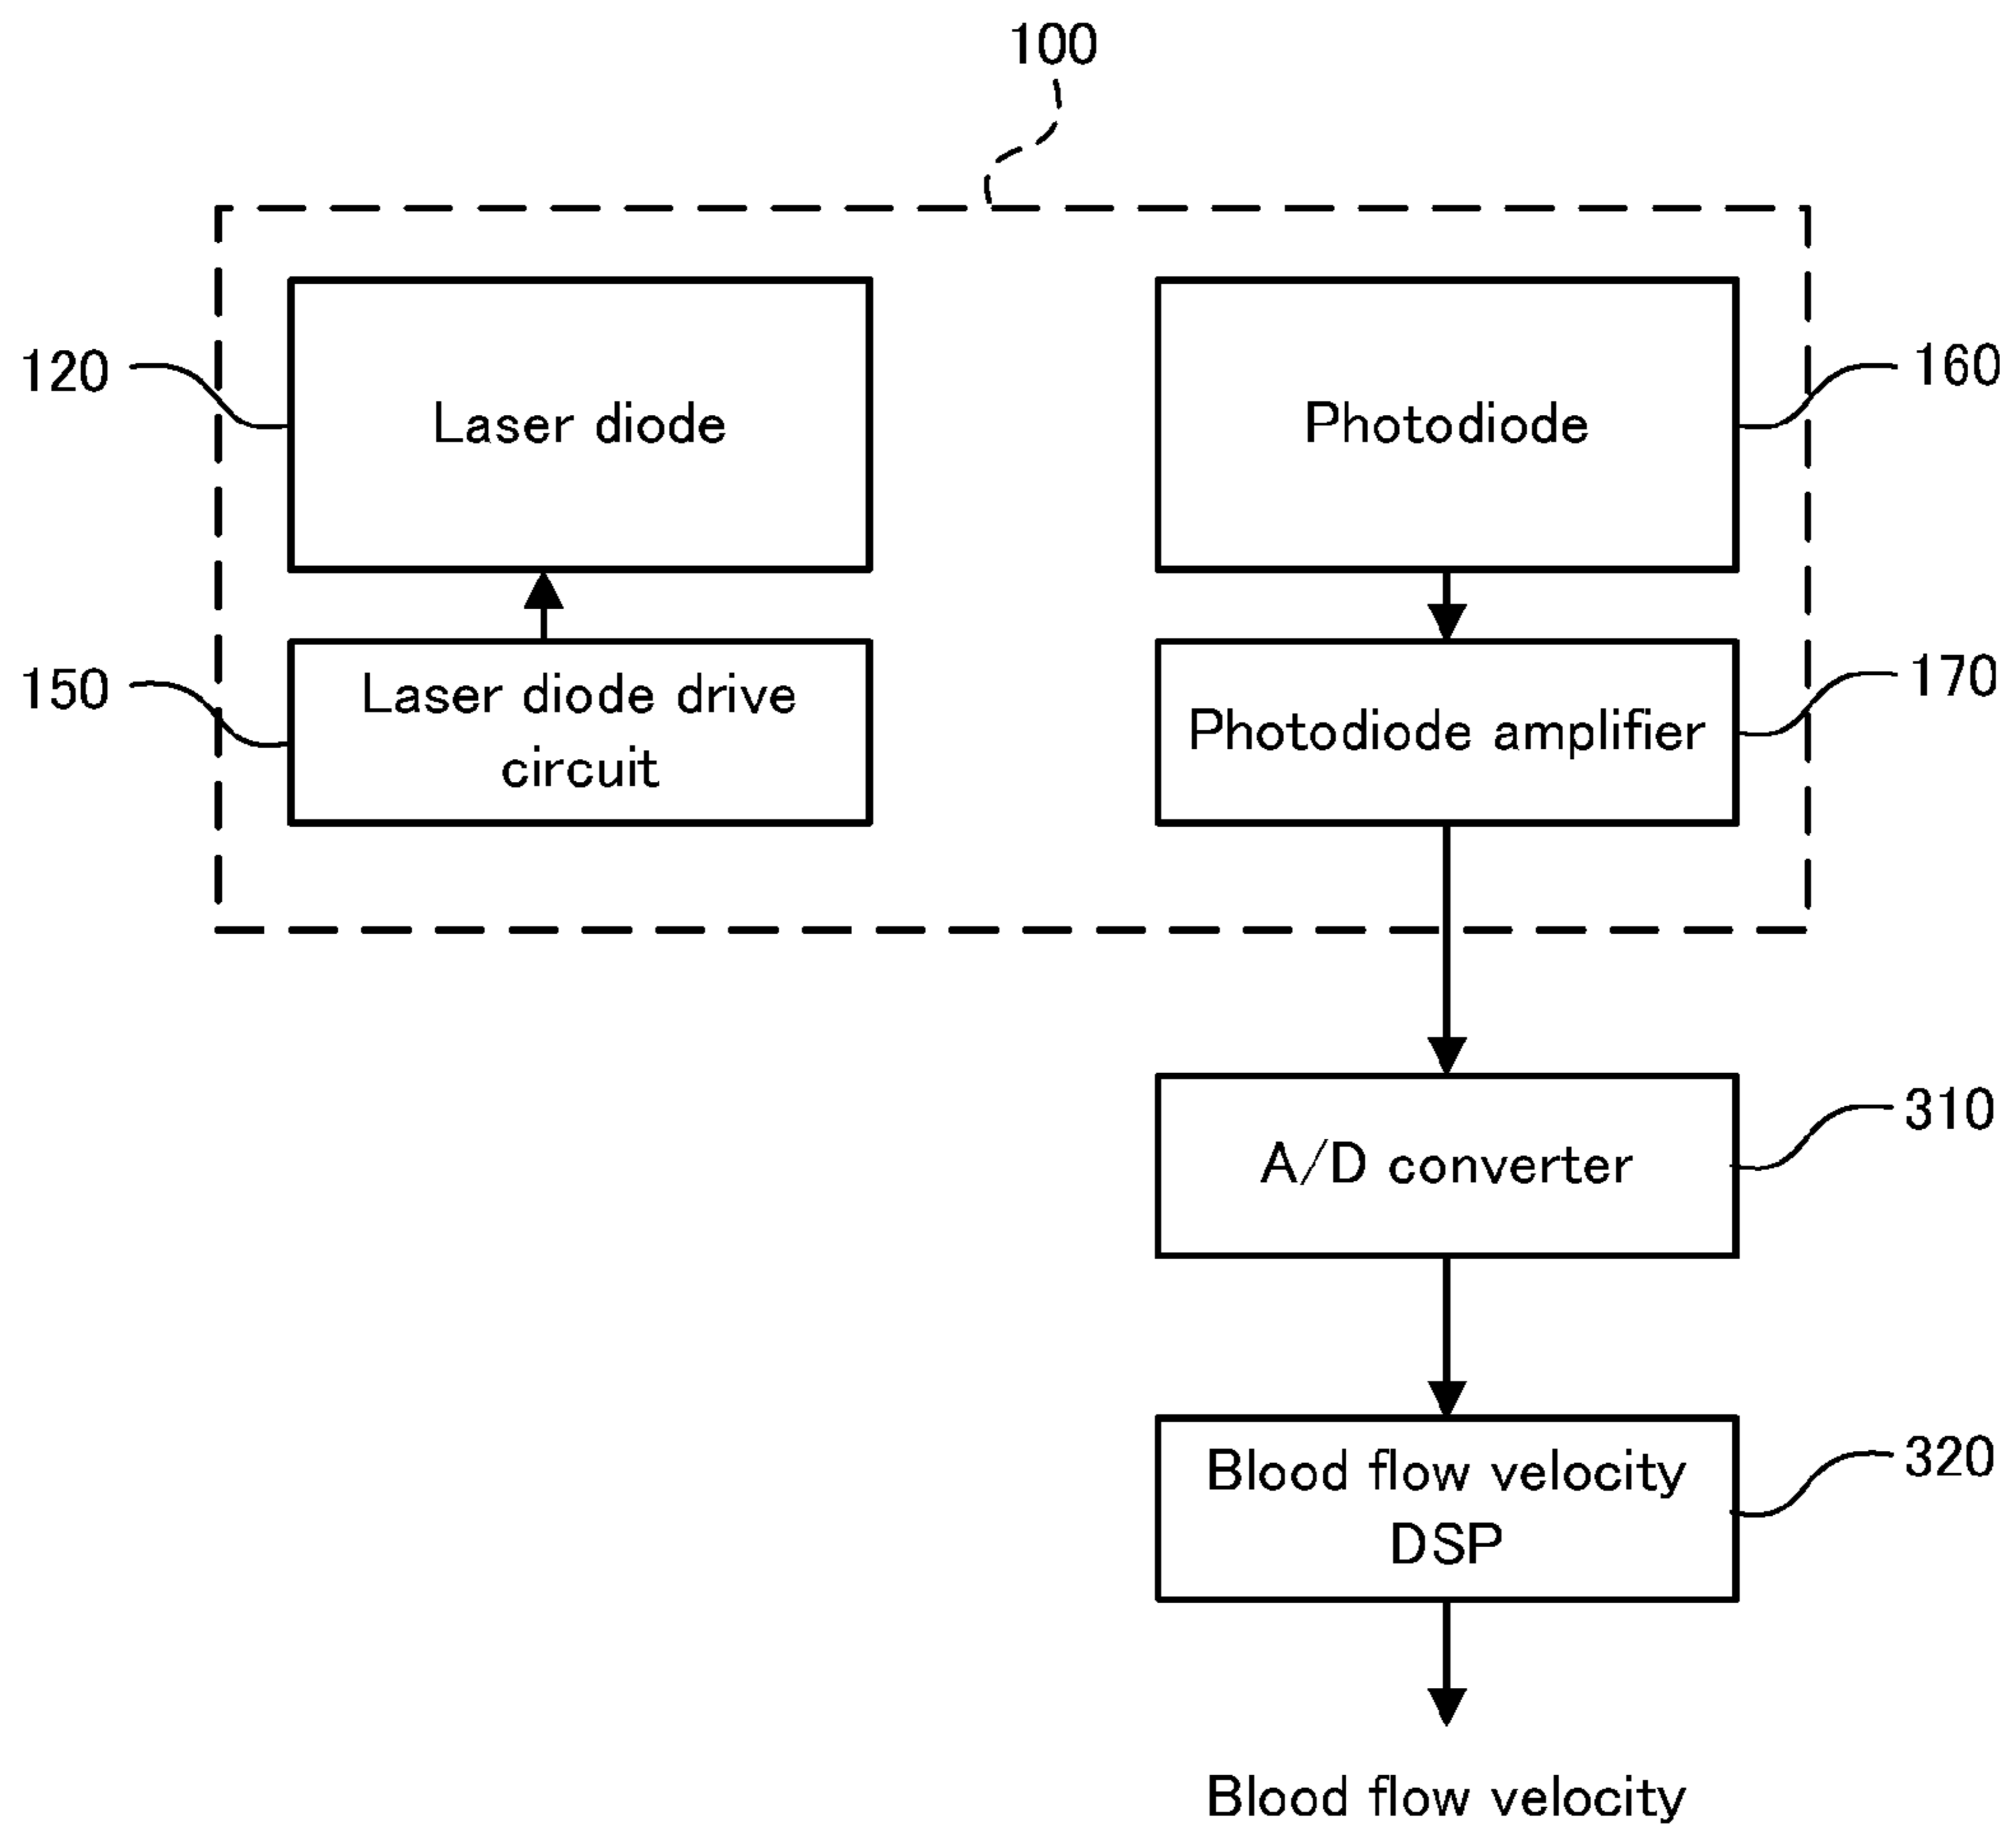 100
120
Laser diode
Photodiode
160
150
Laser diode drive
circuit
Photodiode amplifier
170
A/D converter
310
Blood flow velocity
DSP
320
Blood flow velocity